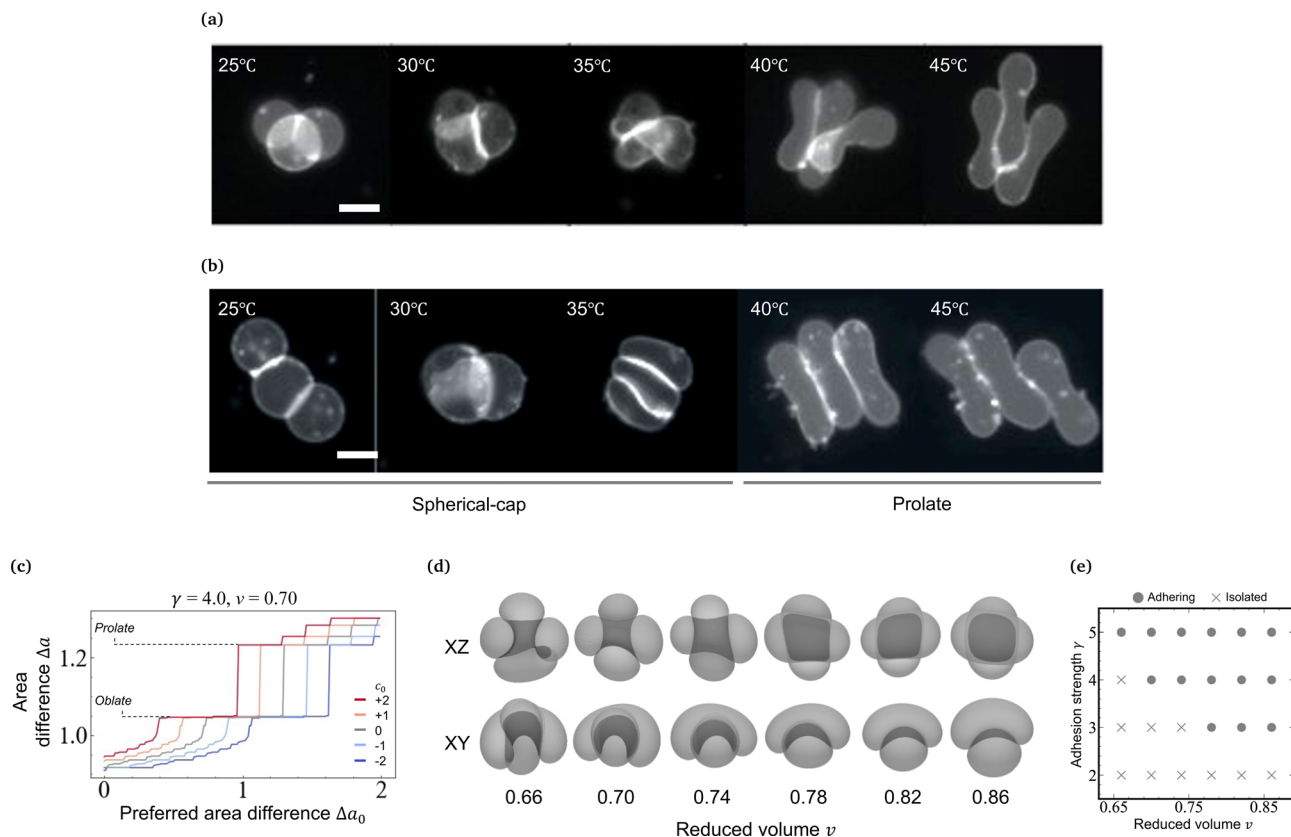 (a)
25℃ 30℃ 35℃ 40℃ 45℃
(b)
25℃ 30℃ 35℃ 40℃ 45℃
Spherical-cap Prolate
(c)
γ = 4.0, ν = 0.70
Area
difference Δa
1.2
1.0
Prolate
Oblate
c₀
+2
+1
0
-1
-2
0 1 2
Preferred area difference Δa₀
(d)
XZ
XY
0.66 0.70 0.74 0.78 0.82 0.86
Reduced volume ν
(e)
Adhering Isolated
Adhesion strength γ
5
4
3
2
0.65 0.75 0.85
Reduced volume ν